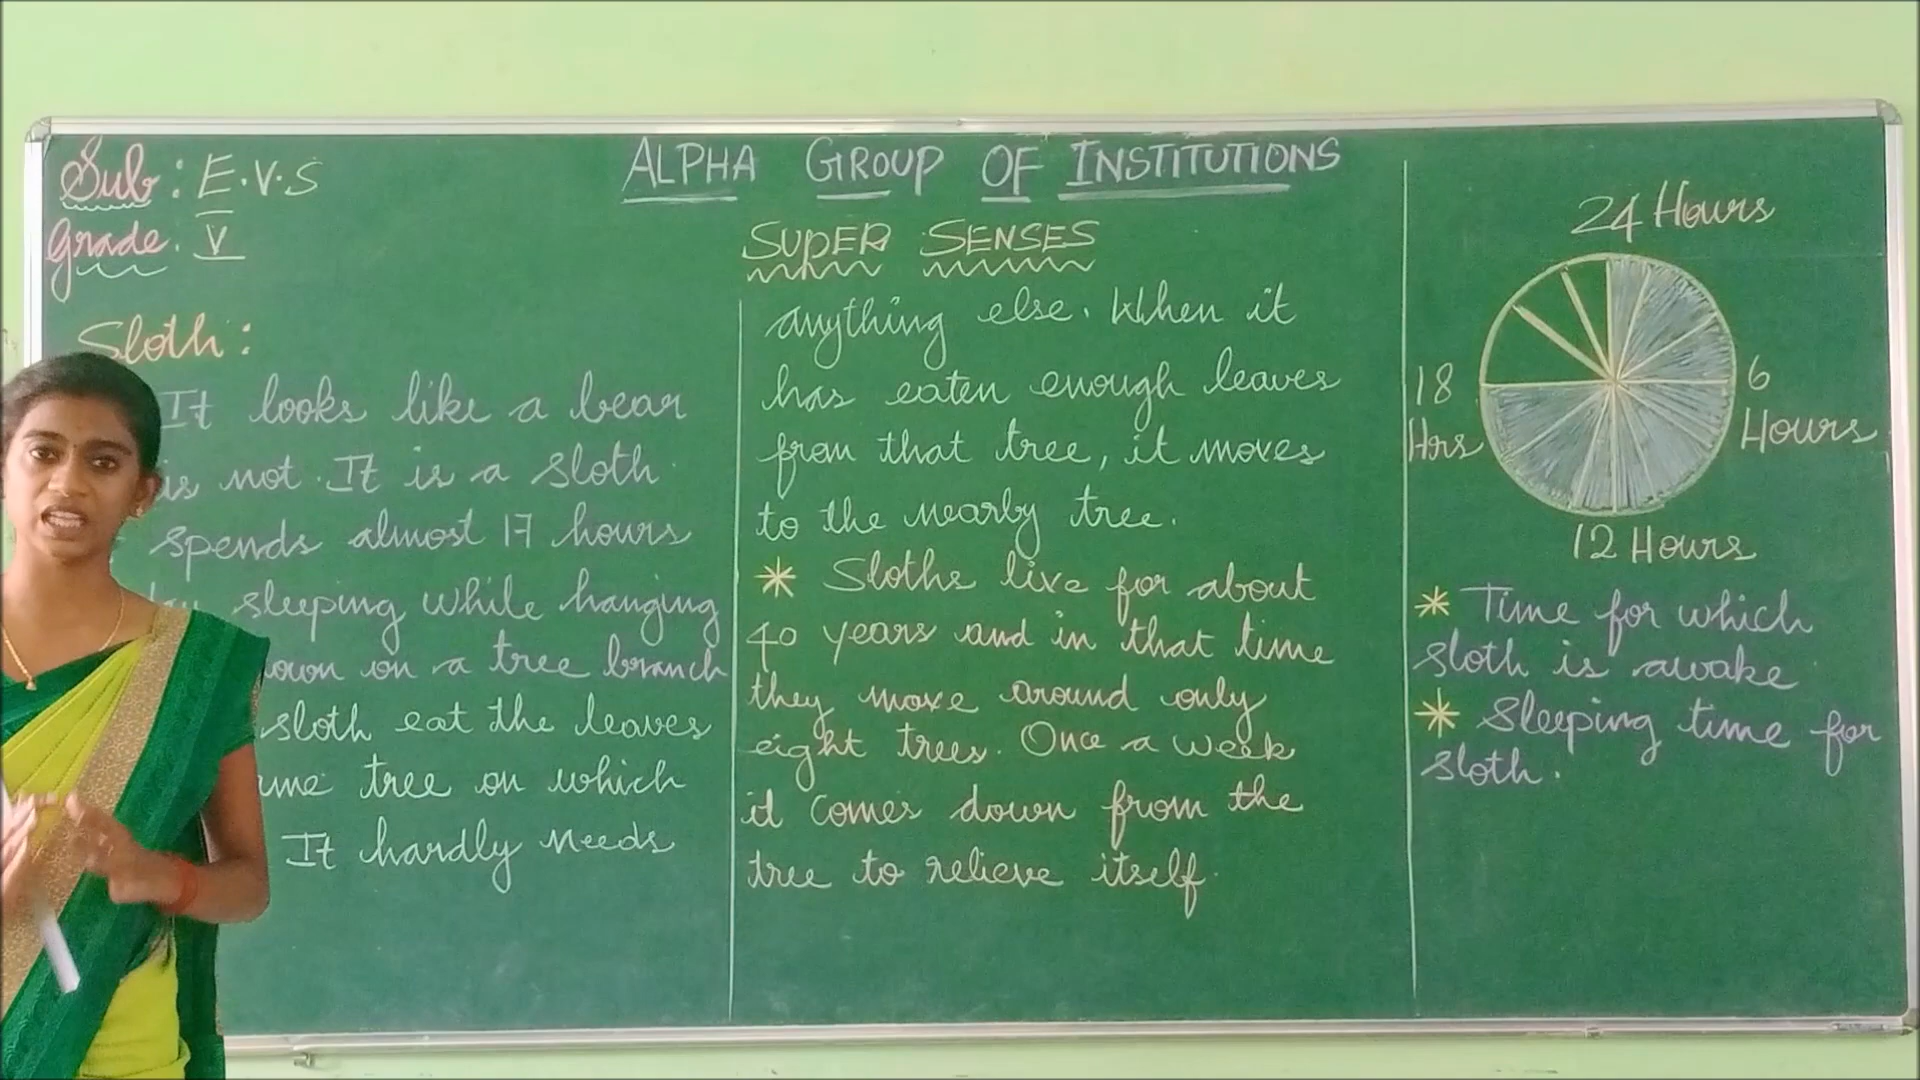 Sub: E.V.S
Grade. V
ALPHA GROUP OF INSTITUTIONS
SUPER SENSES
Sloth:
It looks like a bear
is not. It is a sloth
spends almost 17 hours
sleeping while hanging
on a tree branch
sloth eat the leaves
tree on which
It hardly needs
anything else. When it
has eaten enough leaves
from that tree, it moves
to the nearby tree.
* Sloths live for about
40 years and in that time
they move around only
eight trees. Once a week
it comes down from the
tree to relieve itself.
24 Hours
18
Hrs
6
Hours
12 Hours
* Time for which
sloth is awake
* Sleeping time for
sloth.